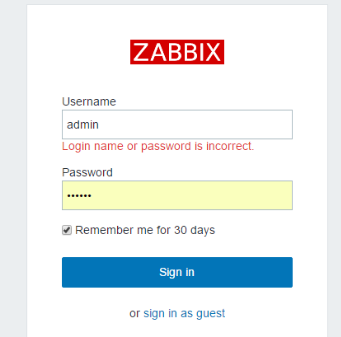 ZABBIX
Username
admin
Login name or password is incorrect.
Password
••••••
Remember me for 30 days
Sign in
or sign in as guest